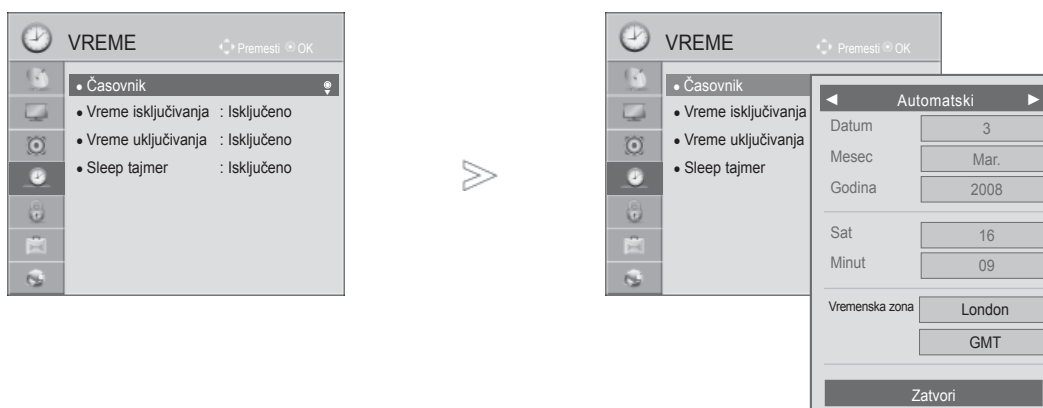 VREME
Premesti OK
• Časovnik
• Vreme isključivanja : Isključeno
• Vreme uključivanja : Isključeno
• Sleep tajmer : Isključeno
VREME
Premesti OK
• Časovnik
• Vreme isključivanja
• Vreme uključivanja
• Sleep tajmer
◄ Automatski ►
Datum 3
Mesec Mar.
Godina 2008
Sat 16
Minut 09
Vremenska zona London
GMT
Zatvori